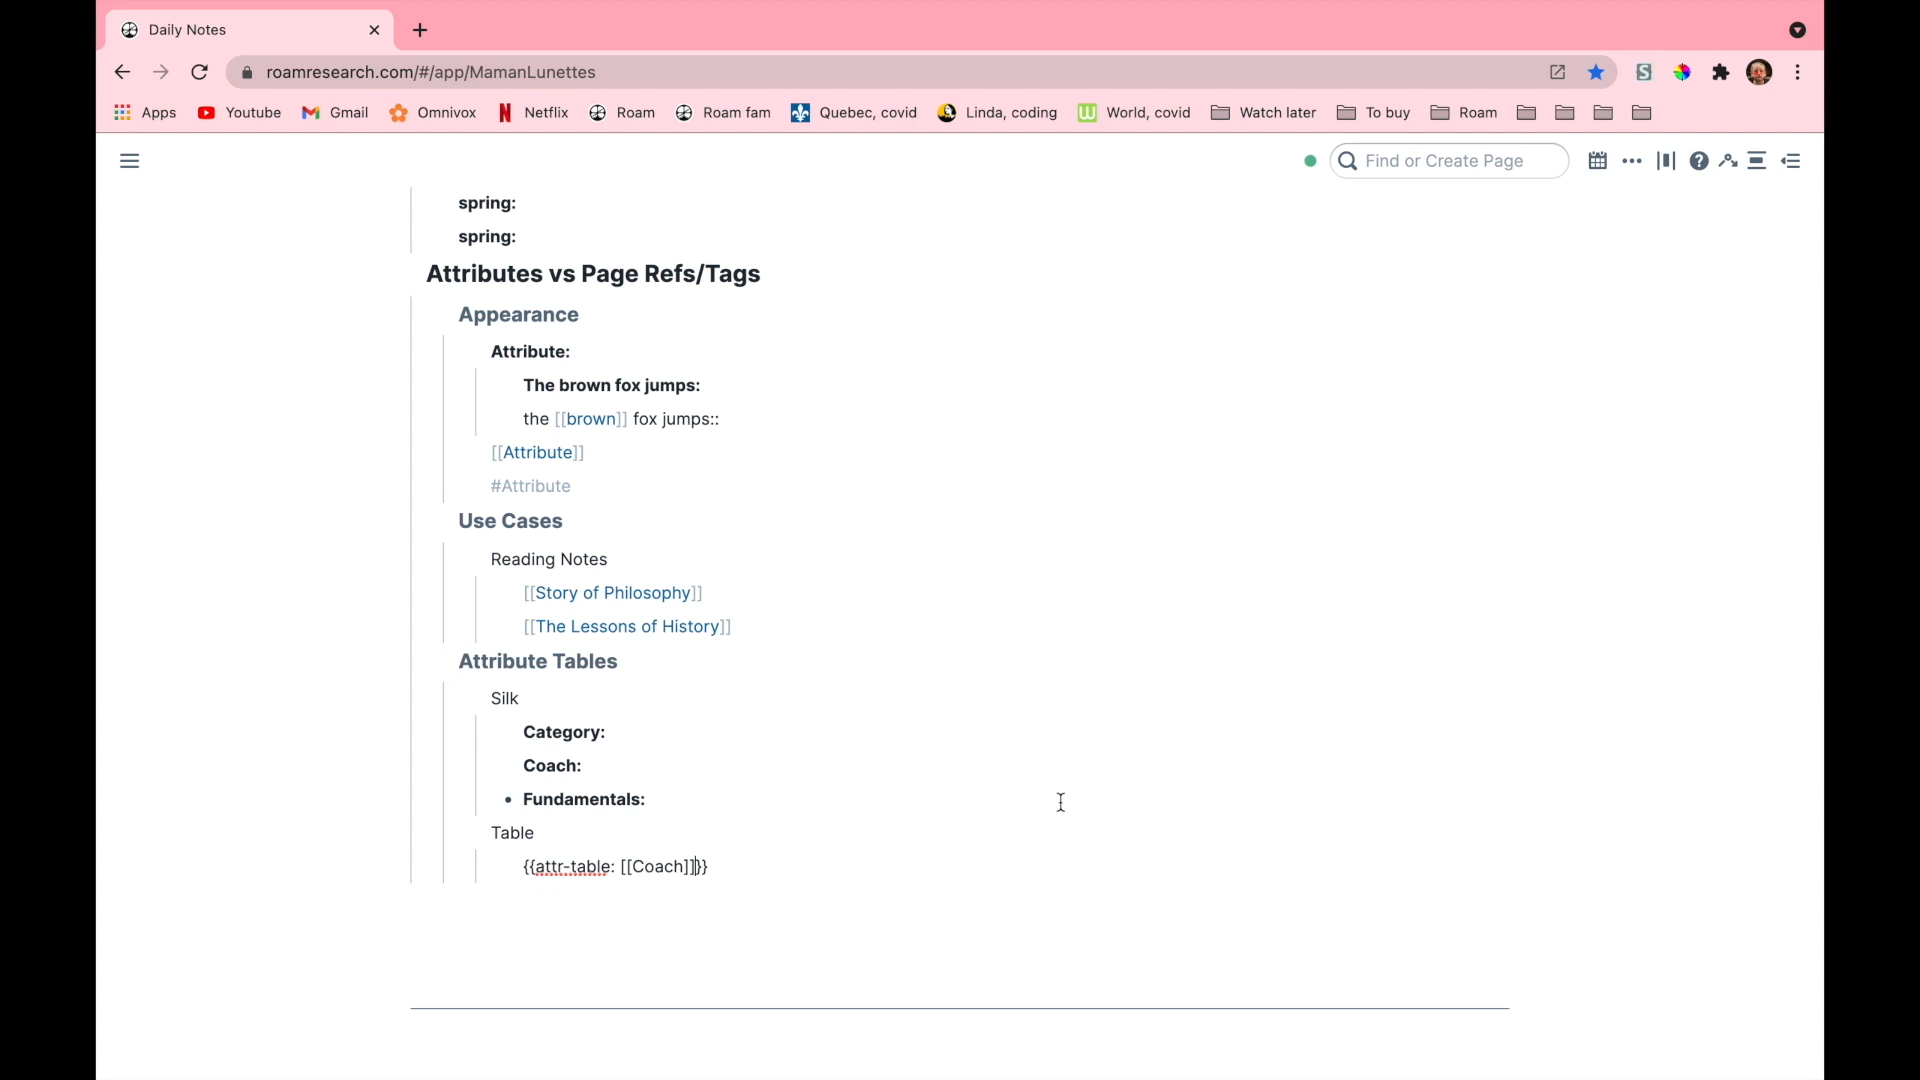 Daily Notes
roamresearch.com/#/app/MamanLunettes
Apps Youtube Gmail Omnivox Netflix Roam Roam fam Quebec, covid Linda, coding World, covid Watch later To buy Roam
Find or Create Page
spring:
spring:
Attributes vs Page Refs/Tags
Appearance
Attribute:
The brown fox jumps:
the [[brown]] fox jumps::
[[Attribute]]
#Attribute
Use Cases
Reading Notes
[[Story of Philosophy]]
[[The Lessons of History]]
Attribute Tables
Silk
Category:
Coach:
Fundamentals:
Table
{{attr-table: [[Coach]]}}